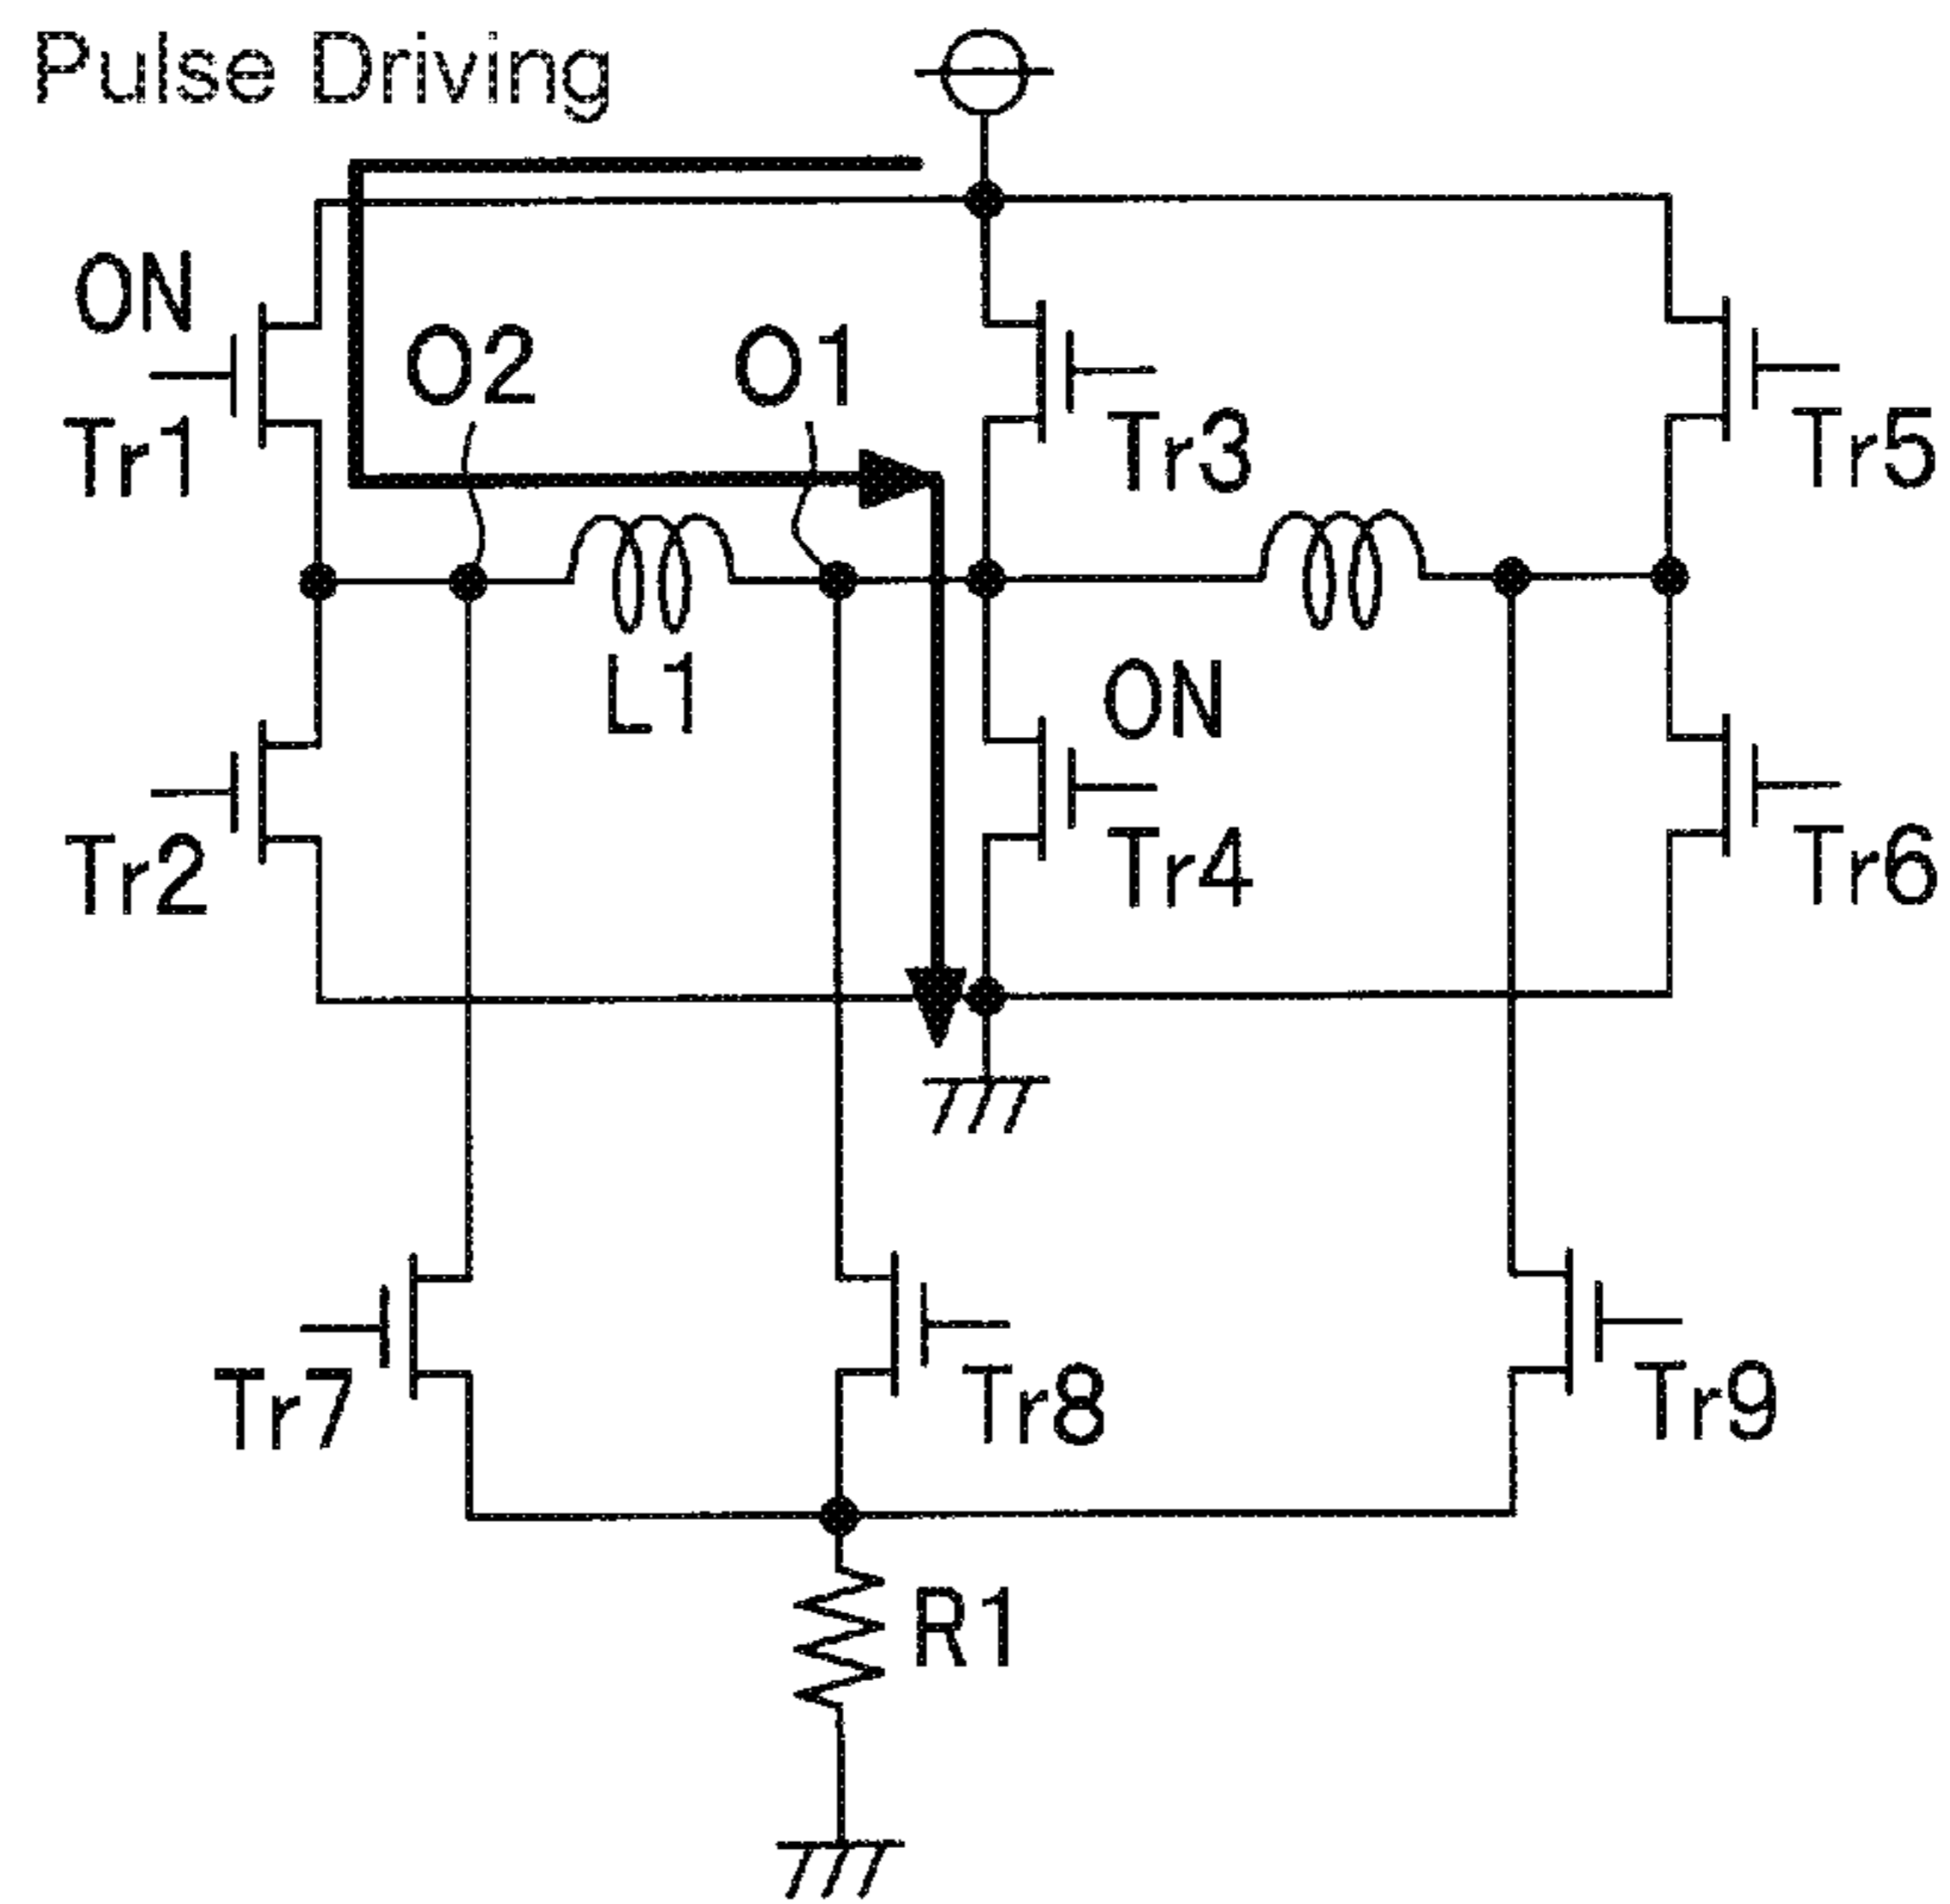 Pulse Driving
ON
Tr1
O2
O1
Tr3
Tr5
L1
ON
Tr2
Tr4
Tr6
Tr7
Tr8
Tr9
R1